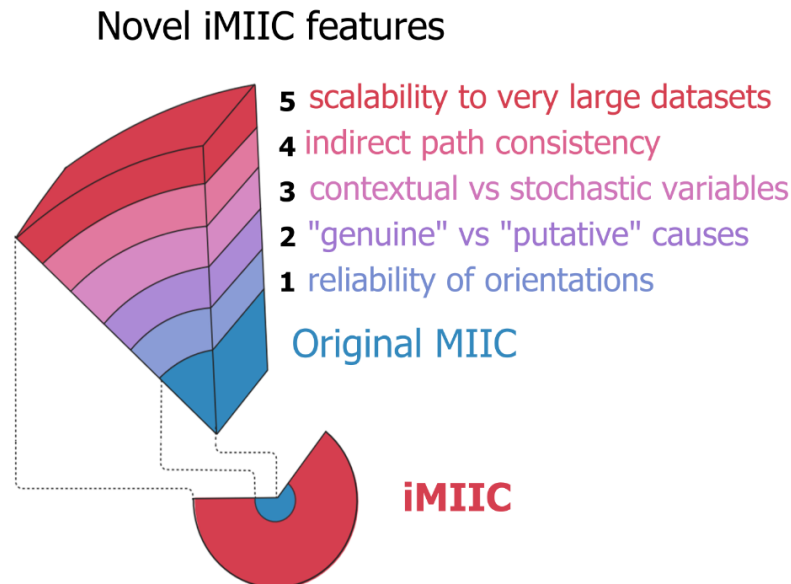 Novel iMIIC features
5 scalability to very large datasets
4 indirect path consistency
3 contextual vs stochastic variables
2 "genuine" vs "putative" causes
1 reliability of orientations
Original MIIC
iMIIC